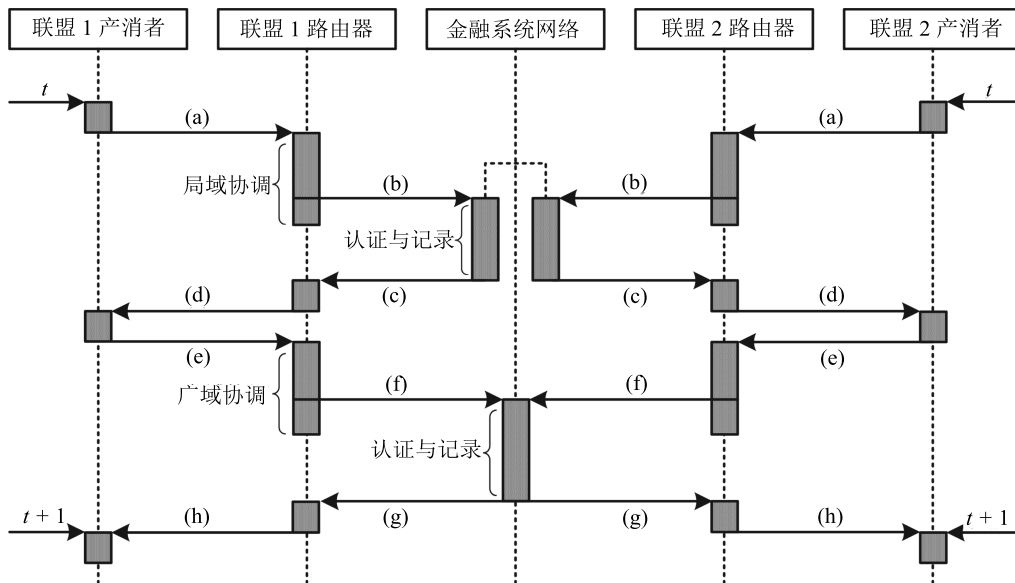 联盟 1 产消者
联盟 1 路由器
金融系统网络
联盟 2 路由器
联盟 2 产消者
t
t
(a)
(a)
局域协调
(b)
(b)
认证与记录
(d)
(c)
(c)
(d)
(e)
(e)
广域协调
(f)
(f)
认证与记录
t + 1
(h)
(g)
(g)
(h)
t + 1